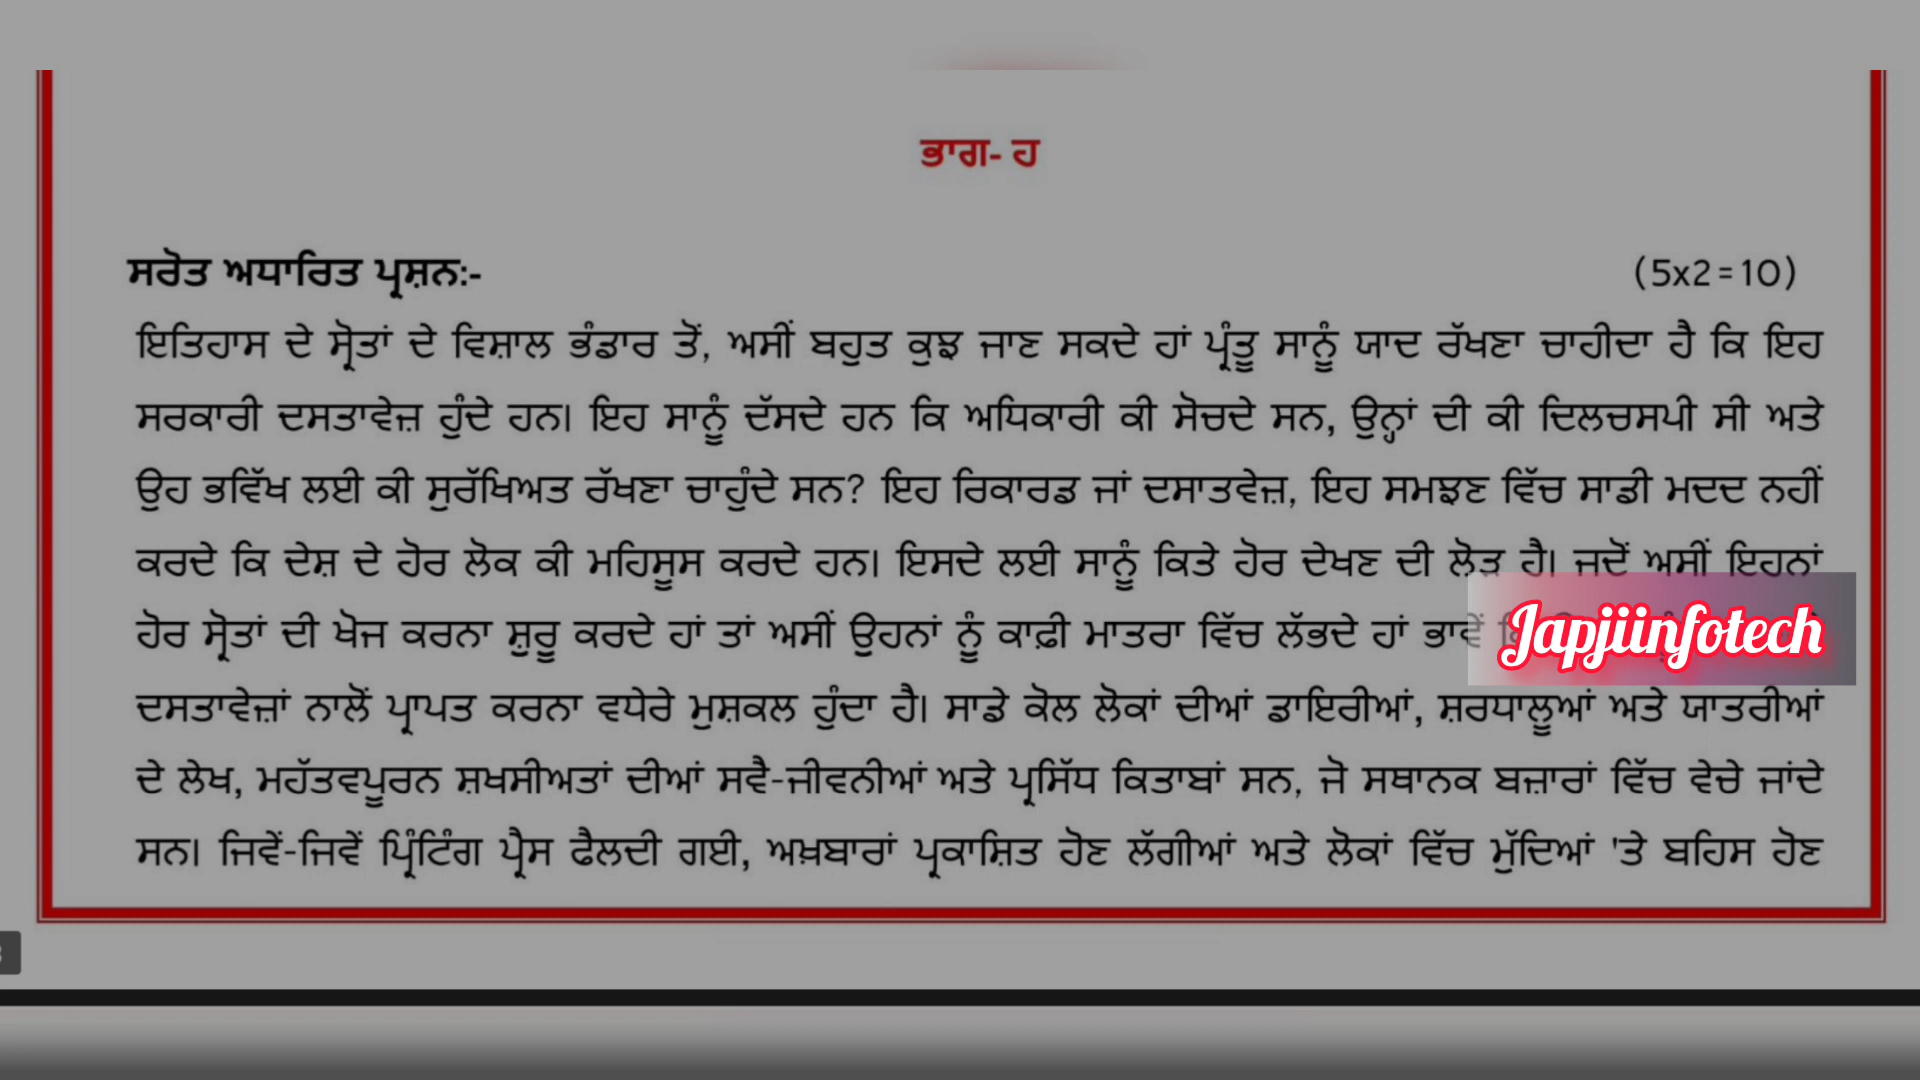 ਭਾਗ- ਹ
ਸਰੋਤ ਅਧਾਰਿਤ ਪ੍ਰਸ਼ਨ:- (5x2=10)
ਇਤਿਹਾਸ ਦੇ ਸ੍ਰੋਤਾਂ ਦੇ ਵਿਸ਼ਾਲ ਭੰਡਾਰ ਤੋਂ, ਅਸੀਂ ਬਹੁਤ ਕੁਝ ਜਾਣ ਸਕਦੇ ਹਾਂ ਪ੍ਰੰਤੂ ਸਾਨੂੰ ਯਾਦ ਰੱਖਣਾ ਚਾਹੀਦਾ ਹੈ ਕਿ ਇਹ
ਸਰਕਾਰੀ ਦਸਤਾਵੇਜ਼ ਹੁੰਦੇ ਹਨ। ਇਹ ਸਾਨੂੰ ਦੱਸਦੇ ਹਨ ਕਿ ਅਧਿਕਾਰੀ ਕੀ ਸੋਚਦੇ ਸਨ, ਉਨ੍ਹਾਂ ਦੀ ਕੀ ਦਿਲਚਸਪੀ ਸੀ ਅਤੇ
ਉਹ ਭਵਿੱਖ ਲਈ ਕੀ ਸੁਰੱਖਿਅਤ ਰੱਖਣਾ ਚਾਹੁੰਦੇ ਸਨ? ਇਹ ਰਿਕਾਰਡ ਜਾਂ ਦਸਾਤਵੇਜ਼, ਇਹ ਸਮਝਣ ਵਿੱਚ ਸਾਡੀ ਮਦਦ ਨਹੀਂ
ਕਰਦੇ ਕਿ ਦੇਸ਼ ਦੇ ਹੋਰ ਲੋਕ ਕੀ ਮਹਿਸੂਸ ਕਰਦੇ ਹਨ। ਇਸਦੇ ਲਈ ਸਾਨੂੰ ਕਿਤੇ ਹੋਰ ਦੇਖਣ ਦੀ ਲੋੜ ਹੈ। ਜਦੋਂ ਅਸੀਂ ਇਹਨਾਂ
ਹੋਰ ਸ੍ਰੋਤਾਂ ਦੀ ਖੋਜ ਕਰਨਾ ਸ਼ੁਰੂ ਕਰਦੇ ਹਾਂ ਤਾਂ ਅਸੀਂ ਉਹਨਾਂ ਨੂੰ ਕਾਫ਼ੀ ਮਾਤਰਾ ਵਿੱਚ ਲੱਭਦੇ ਹਾਂ ਭਾਵੇਂ
Japjiinfotech
ਦਸਤਾਵੇਜ਼ਾਂ ਨਾਲੋਂ ਪ੍ਰਾਪਤ ਕਰਨਾ ਵਧੇਰੇ ਮੁਸ਼ਕਲ ਹੁੰਦਾ ਹੈ। ਸਾਡੇ ਕੋਲ ਲੋਕਾਂ ਦੀਆਂ ਡਾਇਰੀਆਂ, ਸ਼ਰਧਾਲੂਆਂ ਅਤੇ ਯਾਤਰੀਆਂ
ਦੇ ਲੇਖ, ਮਹੱਤਵਪੂਰਨ ਸ਼ਖਸੀਅਤਾਂ ਦੀਆਂ ਸਵੈ-ਜੀਵਨੀਆਂ ਅਤੇ ਪ੍ਰਸਿੱਧ ਕਿਤਾਬਾਂ ਸਨ, ਜੋ ਸਥਾਨਕ ਬਜ਼ਾਰਾਂ ਵਿੱਚ ਵੇਚੇ ਜਾਂਦੇ
ਸਨ। ਜਿਵੇਂ-ਜਿਵੇਂ ਪ੍ਰਿੰਟਿੰਗ ਪ੍ਰੈਸ ਫੈਲਦੀ ਗਈ, ਅਖ਼ਬਾਰਾਂ ਪ੍ਰਕਾਸ਼ਿਤ ਹੋਣ ਲੱਗੀਆਂ ਅਤੇ ਲੋਕਾਂ ਵਿੱਚ ਮੁੱਦਿਆਂ 'ਤੇ ਬਹਿਸ ਹੋਣ